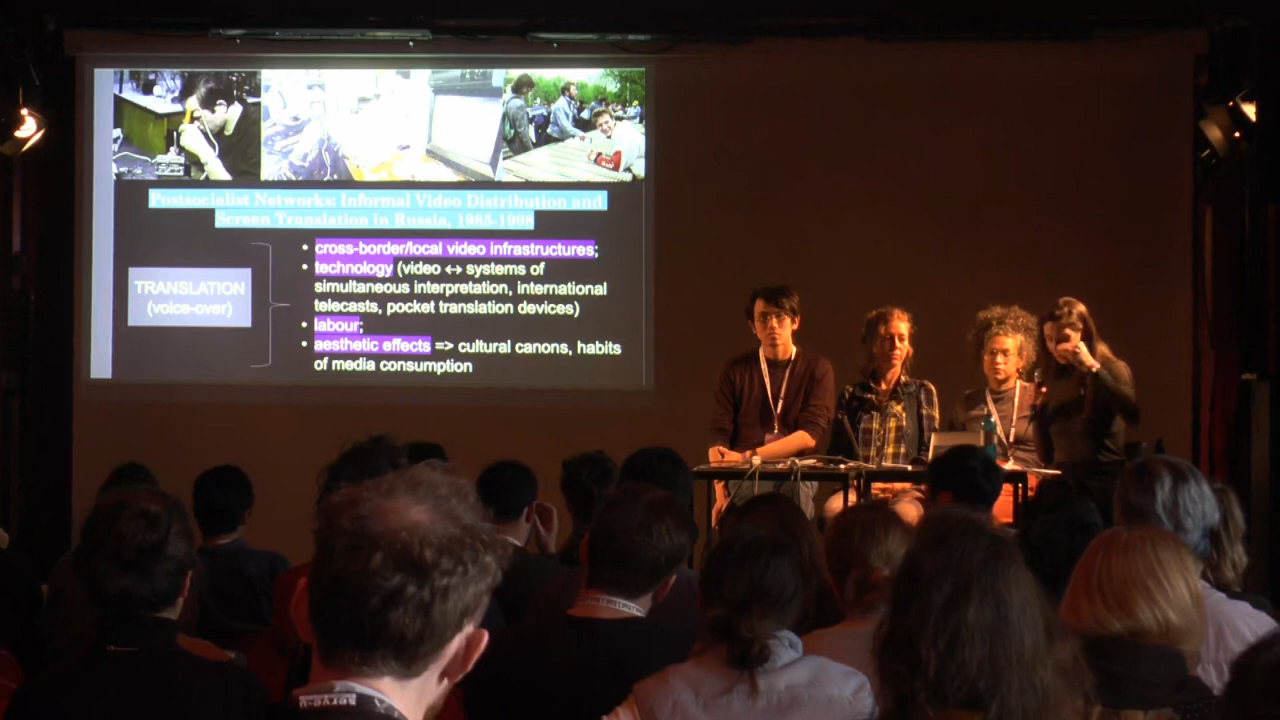 Postsocialist Networks: Informal Video Distribution and
Screen Translation in Russia, 1985-1998
TRANSLATION
(voice-over)
• cross-border/local video infrastructures;
• technology (video ↔ systems of
simultaneous interpretation, international
telecasts, pocket translation devices)
• labour;
• aesthetic effects => cultural canons, habits
of media consumption